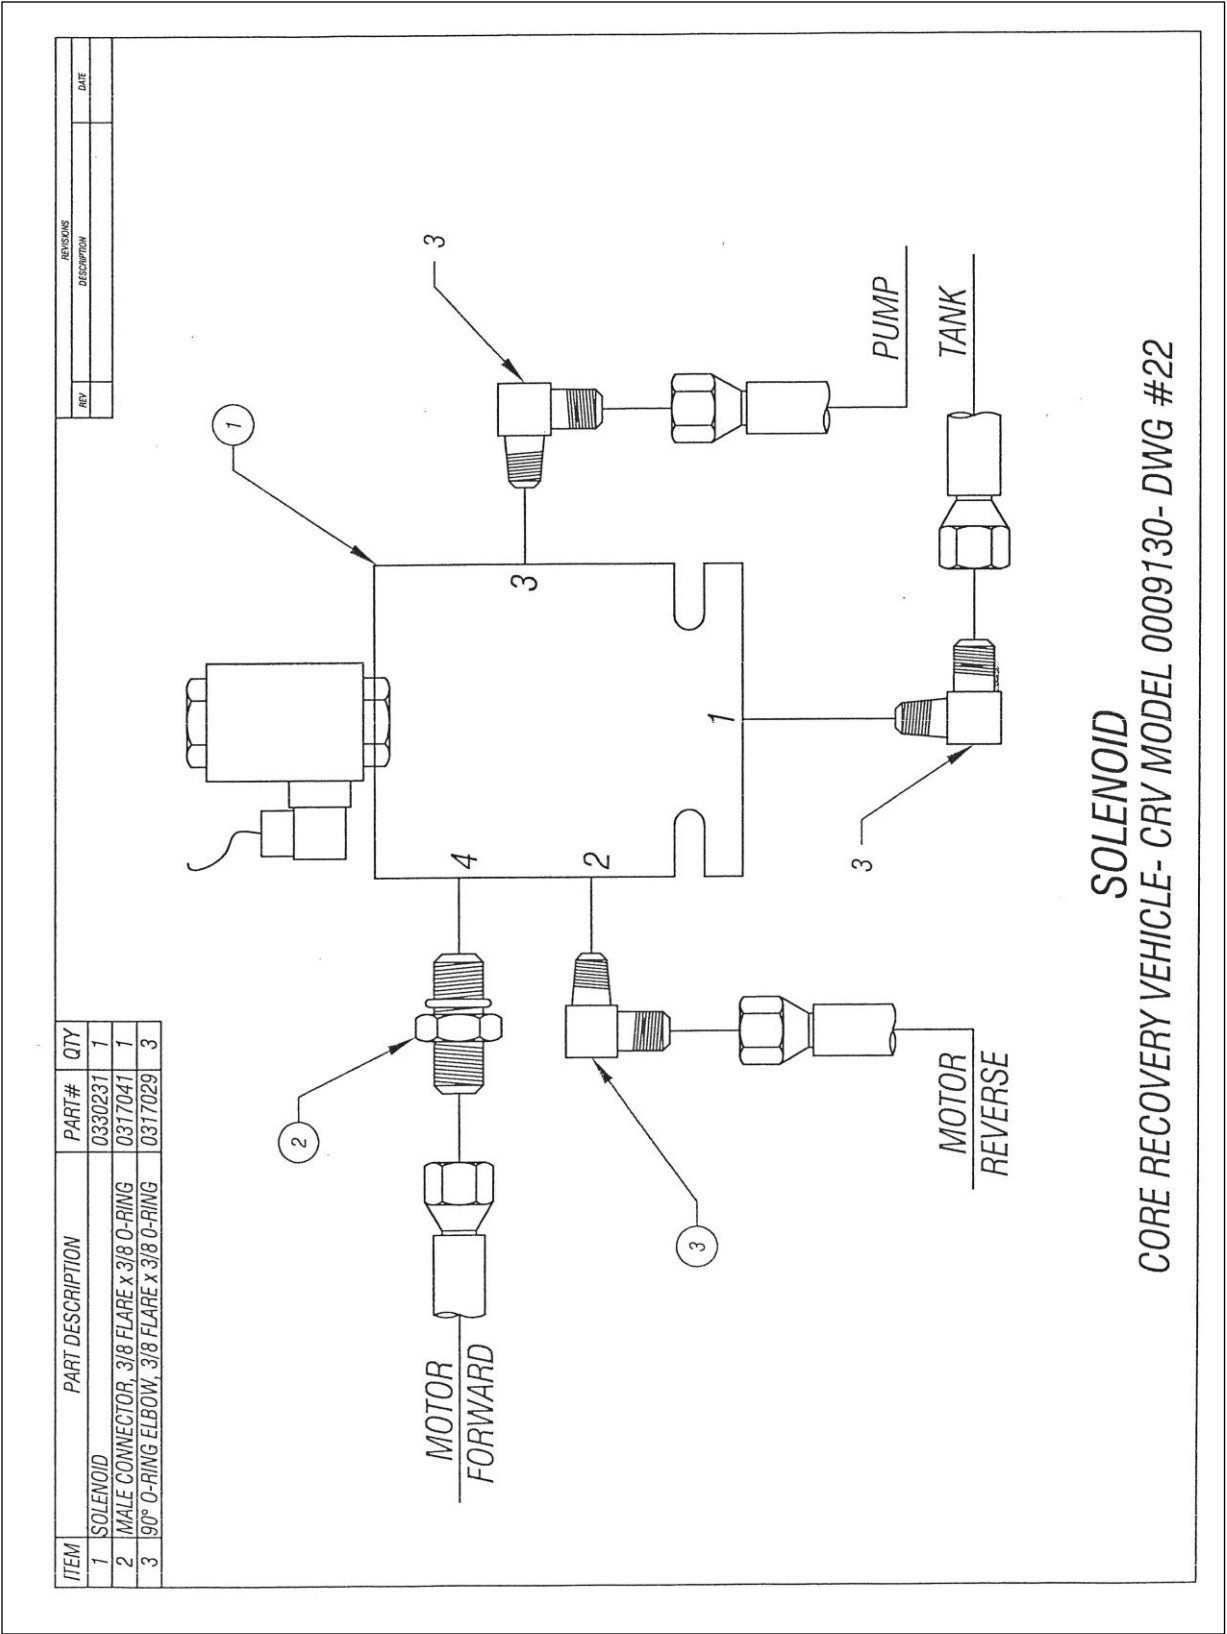 ITEM PART DESCRIPTION PART# QTY
1 SOLENOID 0330231 1
2 MALE CONNECTOR, 3/8 FLARE x 3/8 O-RING 0317041 1
3 90° O-RING ELBOW, 3/8 FLARE x 3/8 O-RING 0317029 3
REVISIONS
REV DESCRIPTION DATE
1
2
3
4
3
2
1
3
3
MOTOR
FORWARD
MOTOR
REVERSE
PUMP
TANK
SOLENOID
CORE RECOVERY VEHICLE- CRV MODEL 0009130- DWG #22